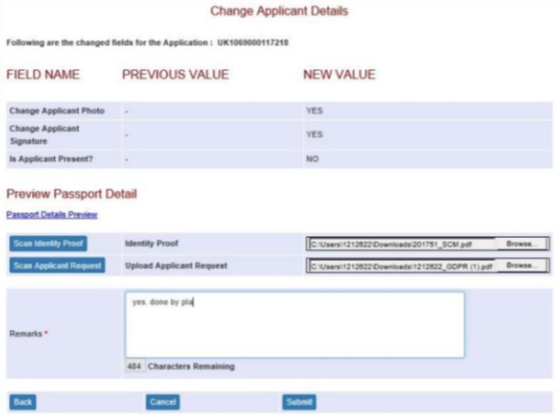 Change Applicant Details
Following are the changed fields for the Application : UK1069000117218
FIELD NAME PREVIOUS VALUE NEW VALUE
Change Applicant Photo - YES
Change Applicant
Signature - YES
Is Applicant Present? - NO
Preview Passport Detail
Passport Details Preview
Scan Identity Proof Identity Proof C:\Users\1212622\Downloads\201751_SCM.pdf Browse...
Scan Applicant Request Upload Applicant Request C:\Users\1212622\Downloads\1212622_GDPR (1).pdf Browse...
yes. done by pla
Remarks *
484 Characters Remaining
Back Cancel Submit